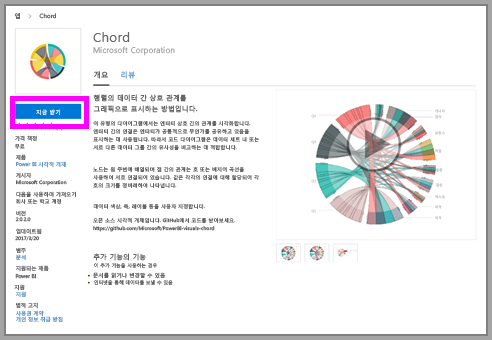 앱 > Chord
Chord
Microsoft Corporation
지금 받기
가격 책정
무료
제품
Power BI 시각적 개체
게시자
Microsoft Corporation
다음을 사용하여 가져오기
회사 또는 학교 계정
버전
2.0.2.0
업데이트됨
2017/1/20
범주
분석
지원되는 제품
Power BI
지원
지원
법적 고지
사용권 계약
개인 정보 취급 방침
개요 리뷰
행렬의 데이터 간 상호 관계를
그래픽으로 표시하는 방법입니다.
이 유형의 다이어그램에서는 엔터티 간의 상호 관계를 시각화합니다.
엔터티 간의 연결은 엔터티가 공통적으로 무언가를 공유하고 있음을
표시하는 데 사용됩니다. 따라서 코드 다이어그램은 데이터 세트 내 또는
서로 다른 데이터 그룹 간의 유사성을 비교하는 데 적합합니다.
노드는 원 주변에 배열되며 점 간의 관계는 호 또는 베지어 곡선을
사용하여 서로 연결되어 있습니다. 값은 각각의 연결에 대해 할당되어 각
호의 크기를 정비례하여 나타냅니다.
데이터 색상, 축, 레이블 등을 사용자 지정합니다.
오픈 소스 시각적 개체입니다. GitHub에서 코드를 받아보세요.
https://github.com/Microsoft/PowerBI-visuals-chord
추가 기능의 기능
이 추가 기능을 사용하는 경우
• 문서를 읽거나 변경할 수 있음
• 인터넷을 통해 데이터를 보낼 수 있음